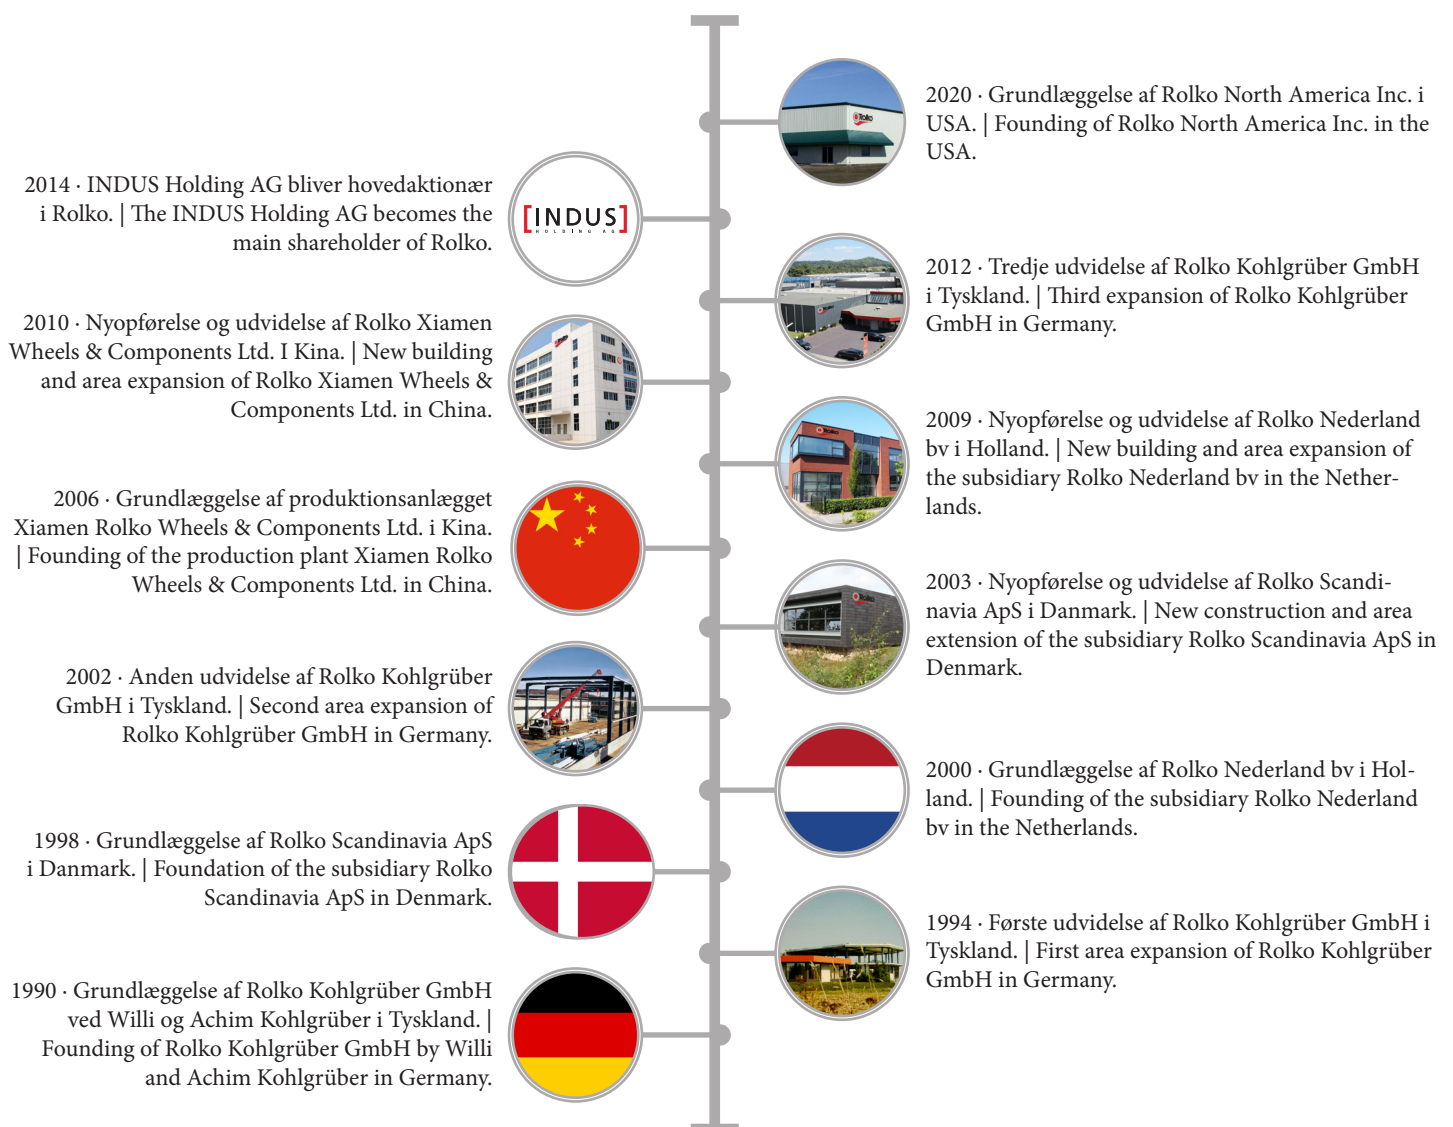 2020 · Grundlæggelse af Rolko North America Inc. i
USA. | Founding of Rolko North America Inc. in the
USA.
Rolko
2014 · INDUS Holding AG bliver hovedaktionær
i Rolko. | The INDUS Holding AG becomes the
main shareholder of Rolko.
[INDUS]
HOLDING AG
2012 · Tredje udvidelse af Rolko Kohlgrüber GmbH
i Tyskland. | Third expansion of Rolko Kohlgrüber
GmbH in Germany.
2010 · Nyopførelse og udvidelse af Rolko Xiamen
Wheels & Components Ltd. I Kina. | New building
and area expansion of Rolko Xiamen Wheels &
Components Ltd. in China.
Rolko
2009 · Nyopførelse og udvidelse af Rolko Nederland
bv i Holland. | New building and area expansion of
the subsidiary Rolko Nederland bv in the Nether-
lands.
Rolko
2006 · Grundlæggelse af produktionsanlægget
Xiamen Rolko Wheels & Components Ltd. i Kina.
| Founding of the production plant Xiamen Rolko
Wheels & Components Ltd. in China.
2003 · Nyopførelse og udvidelse af Rolko Scandi-
navia ApS i Danmark. | New construction and area
extension of the subsidiary Rolko Scandinavia ApS in
Denmark.
Rolko
2002 · Anden udvidelse af Rolko Kohlgrüber
GmbH i Tyskland. | Second area expansion of
Rolko Kohlgrüber GmbH in Germany.
2000 · Grundlæggelse af Rolko Nederland bv i Hol-
land. | Founding of the subsidiary Rolko Nederland
bv in the Netherlands.
1998 · Grundlæggelse af Rolko Scandinavia ApS
i Danmark. | Foundation of the subsidiary Rolko
Scandinavia ApS in Denmark.
1994 · Første udvidelse af Rolko Kohlgrüber GmbH i
Tyskland. | First area expansion of Rolko Kohlgrüber
GmbH in Germany.
1990 · Grundlæggelse af Rolko Kohlgrüber GmbH
ved Willi og Achim Kohlgrüber i Tyskland. |
Founding of Rolko Kohlgrüber GmbH by Willi
and Achim Kohlgrüber in Germany.